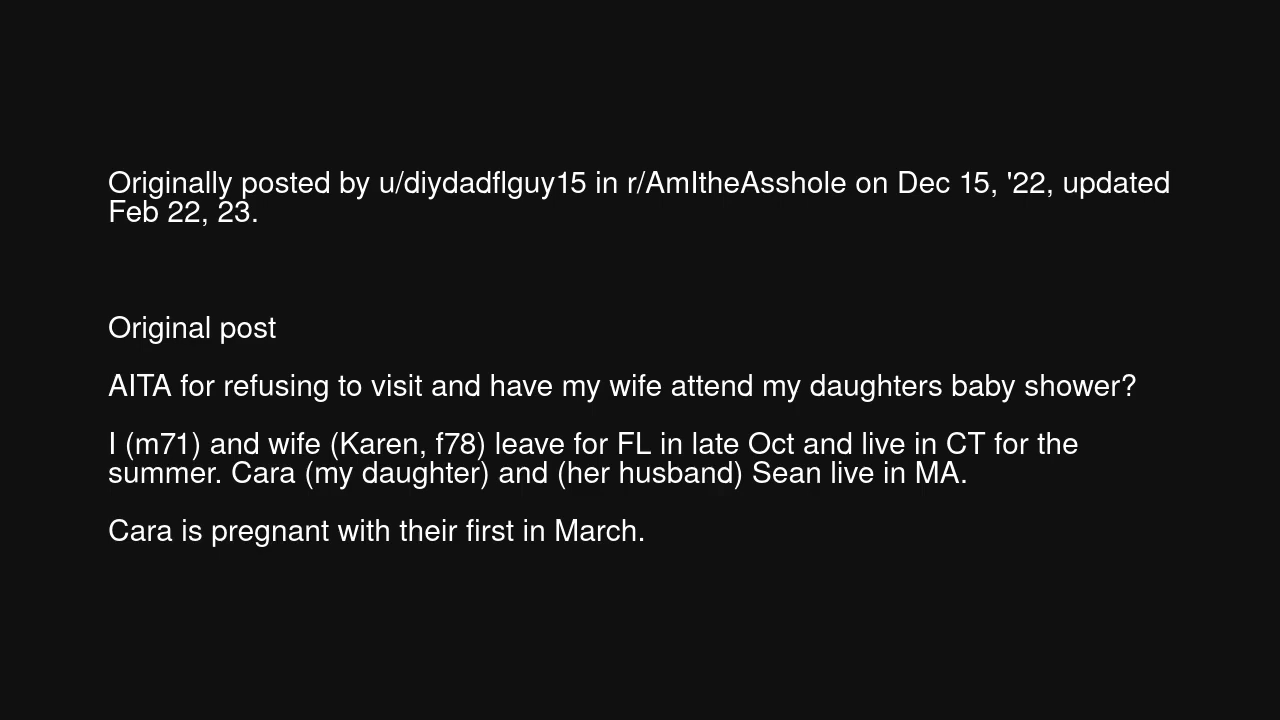 Originally posted by u/diydadflguy15 in r/AmItheAsshole on Dec 15, '22, updated
Feb 22, 23.
Original post
AITA for refusing to visit and have my wife attend my daughters baby shower?
I (m71) and wife (Karen, f78) leave for FL in late Oct and live in CT for the
summer. Cara (my daughter) and (her husband) Sean live in MA.
Cara is pregnant with their first in March.